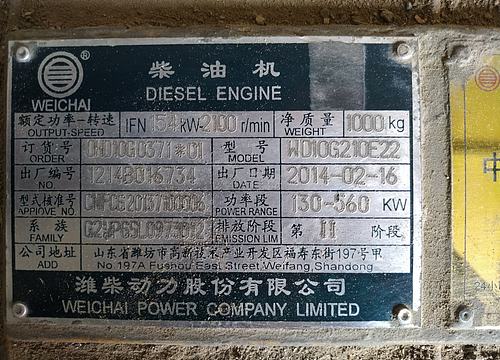 WEICHAI
®
柴油机
DIESEL ENGINE
额定功率-转速 IFN 154 kW-2100 r/min 净质量 1000 kg
OUTPUT-SPEED WEIGHT
订货号 型号 WD10G210E22
ORDER MODEL
出厂编号 1214B016734 出厂日期 2014-02-16
NO. DATE
型式核准号 功率段 130-560 KW
APPROVE NO. POWER RANGE
系族 排放阶段 第 II 阶段
FAMILY EMISSION LIM
公司地址 山东省潍坊市高新技术产业开发区福寿东街197号甲
ADD No.197A Fushou East Street,Weifang,Shandong
潍柴动力股份有限公司
WEICHAI POWER COMPANY LIMITED
中
24小